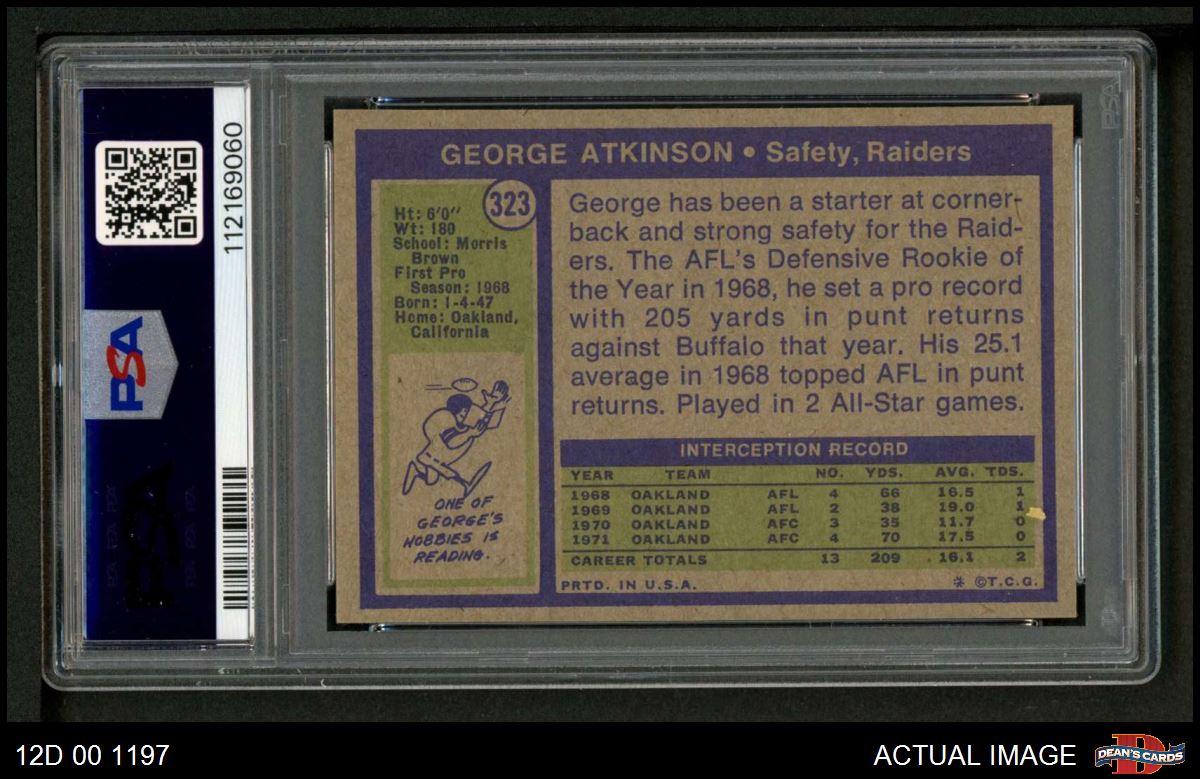 112169060
PSA
GEORGE ATKINSON • Safety, Raiders
323
Ht: 6'0"
Wt: 180
School: Morris
Brown
First Pro
Season: 1968
Born: 1-4-47
Home: Oakland,
California
ONE OF
GEORGE'S
HOBBIES IS
READING.
George has been a starter at corner-
back and strong safety for the Raid-
ers. The AFL's Defensive Rookie of
the Year in 1968, he set a pro record
with 205 yards in punt returns
against Buffalo that year. His 25.1
average in 1968 topped AFL in punt
returns. Played in 2 All-Star games.
INTERCEPTION RECORD
YEAR TEAM NO. YDS. AVG. TDS.
1968 OAKLAND AFL 4 66 16.5 1
1969 OAKLAND AFL 2 38 19.0 1
1970 OAKLAND AFC 3 35 11.7 0
1971 OAKLAND AFC 4 70 17.5 0
CAREER TOTALS 13 209 16.1 2
PRTD. IN U.S.A. * ©T.C.G.
PSA
12D 00 1197
ACTUAL IMAGE
DEAN'S CARDS